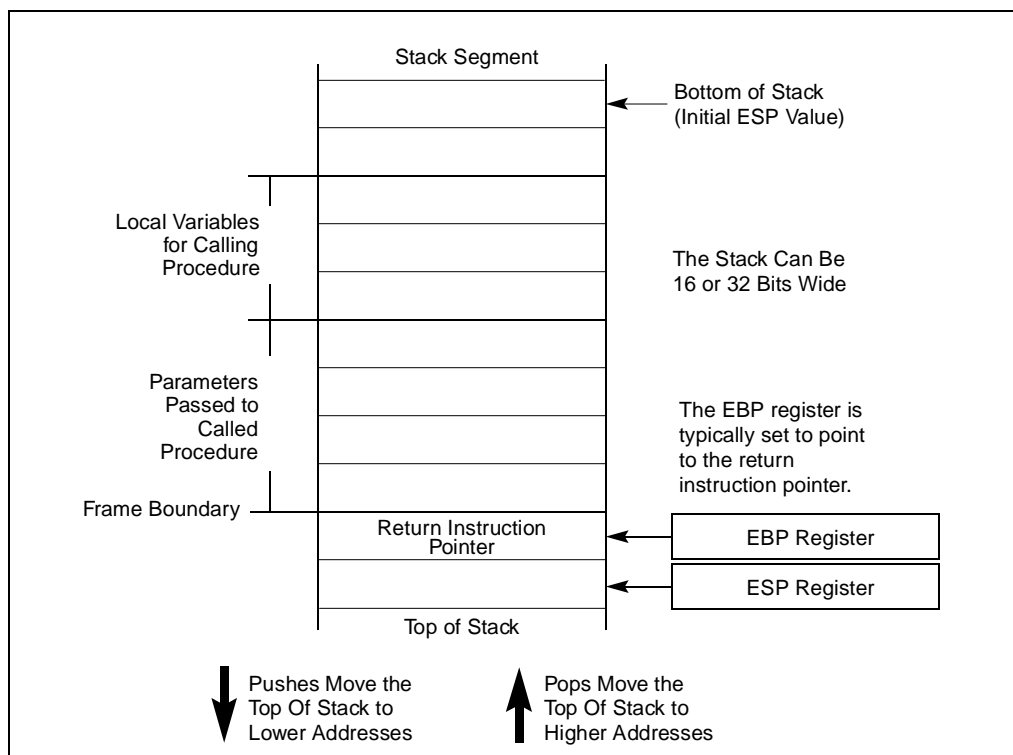 Stack Segment
Bottom of Stack
(Initial ESP Value)
Local Variables
for Calling
Procedure
The Stack Can Be
16 or 32 Bits Wide
Parameters
Passed to
Called
Procedure
The EBP register is
typically set to point
to the return
instruction pointer.
Frame Boundary
Return Instruction
Pointer
EBP Register
ESP Register
Top of Stack
Pushes Move the
Top Of Stack to
Lower Addresses
Pops Move the
Top Of Stack to
Higher Addresses